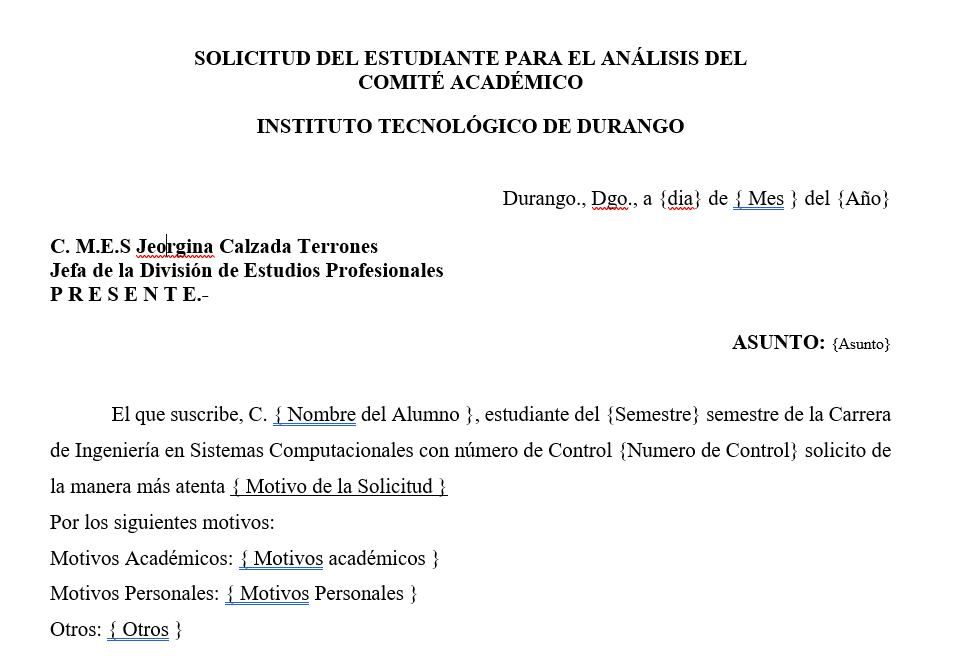 SOLICITUD DEL ESTUDIANTE PARA EL ANÁLISIS DEL
COMITÉ ACADÉMICO
INSTITUTO TECNOLÓGICO DE DURANGO
Durango., Dgo., a {dia} de { Mes } del {Año}
C. M.E.S Jeorgina Calzada Terrones
Jefa de la División de Estudios Profesionales
P R E S E N T E.-
ASUNTO: {Asunto}
El que suscribe, C. { Nombre del Alumno }, estudiante del {Semestre} semestre de la Carrera
de Ingeniería en Sistemas Computacionales con número de Control {Numero de Control} solicito de
la manera más atenta { Motivo de la Solicitud }
Por los siguientes motivos:
Motivos Académicos: { Motivos académicos }
Motivos Personales: { Motivos Personales }
Otros: { Otros }